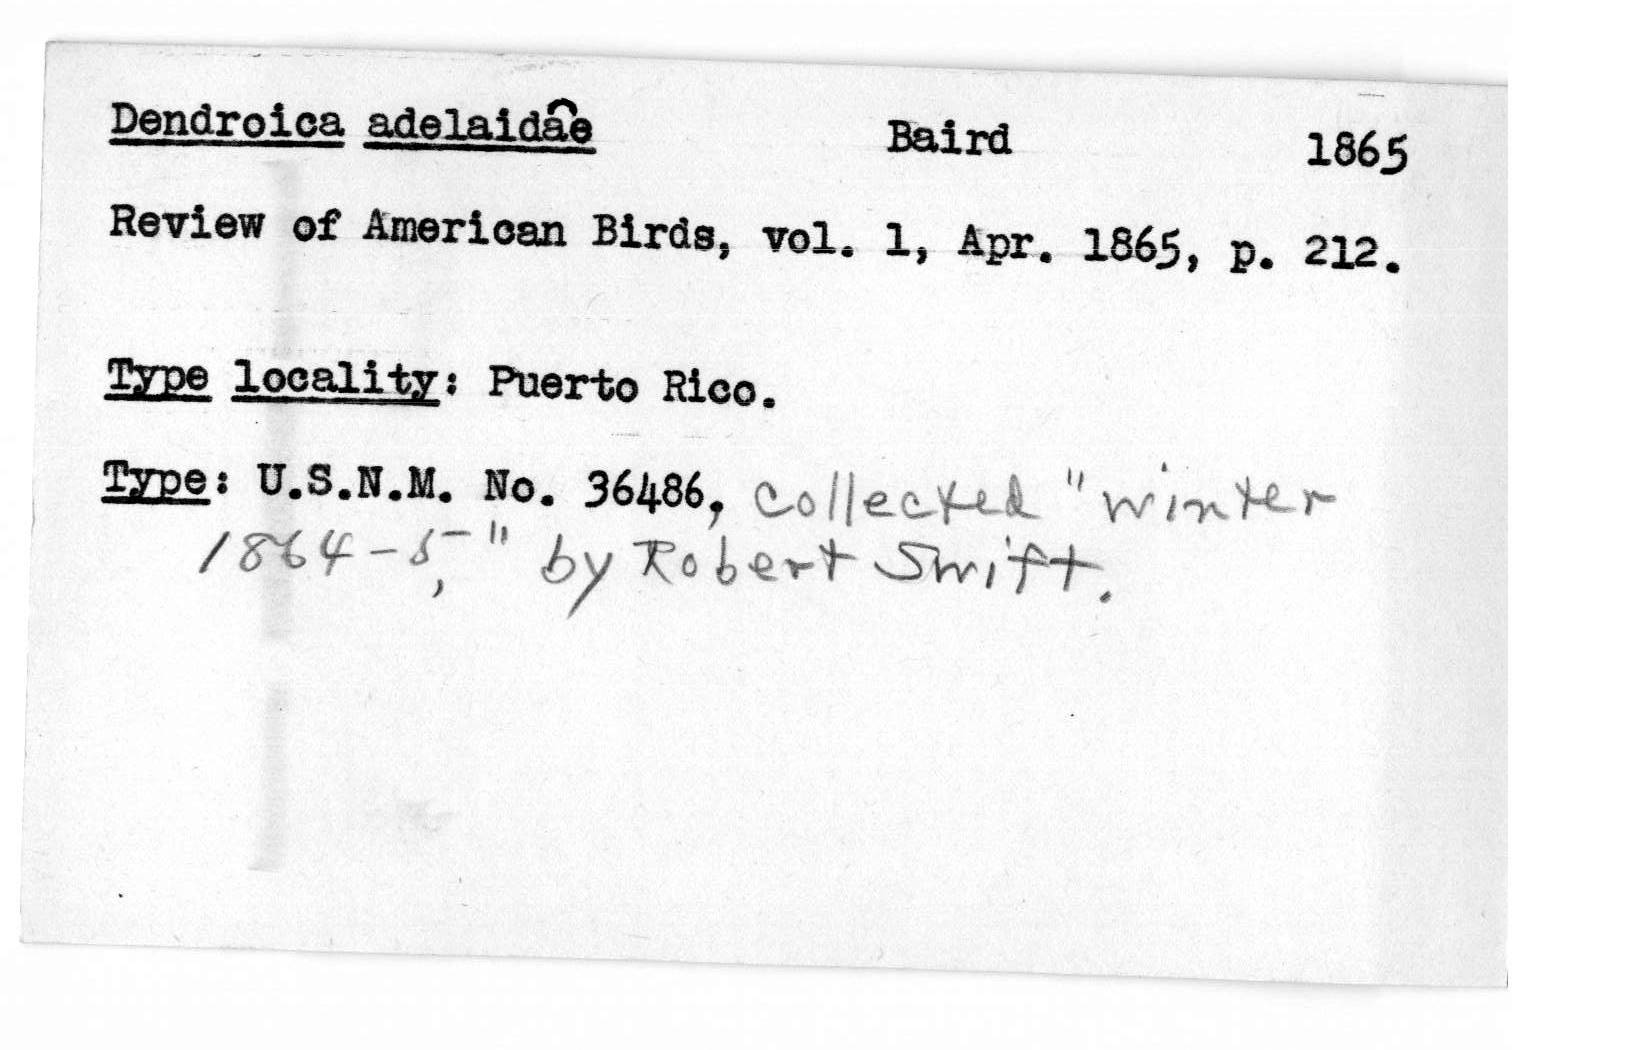 Dendroica adelaidae Baird 1865
Review of American Birds, vol. 1, Apr. 1865, p. 212.
Type locality: Puerto Rico.
Type: U.S.N.M. No. 36486, collected "winter
1864-5," by Robert Swift.